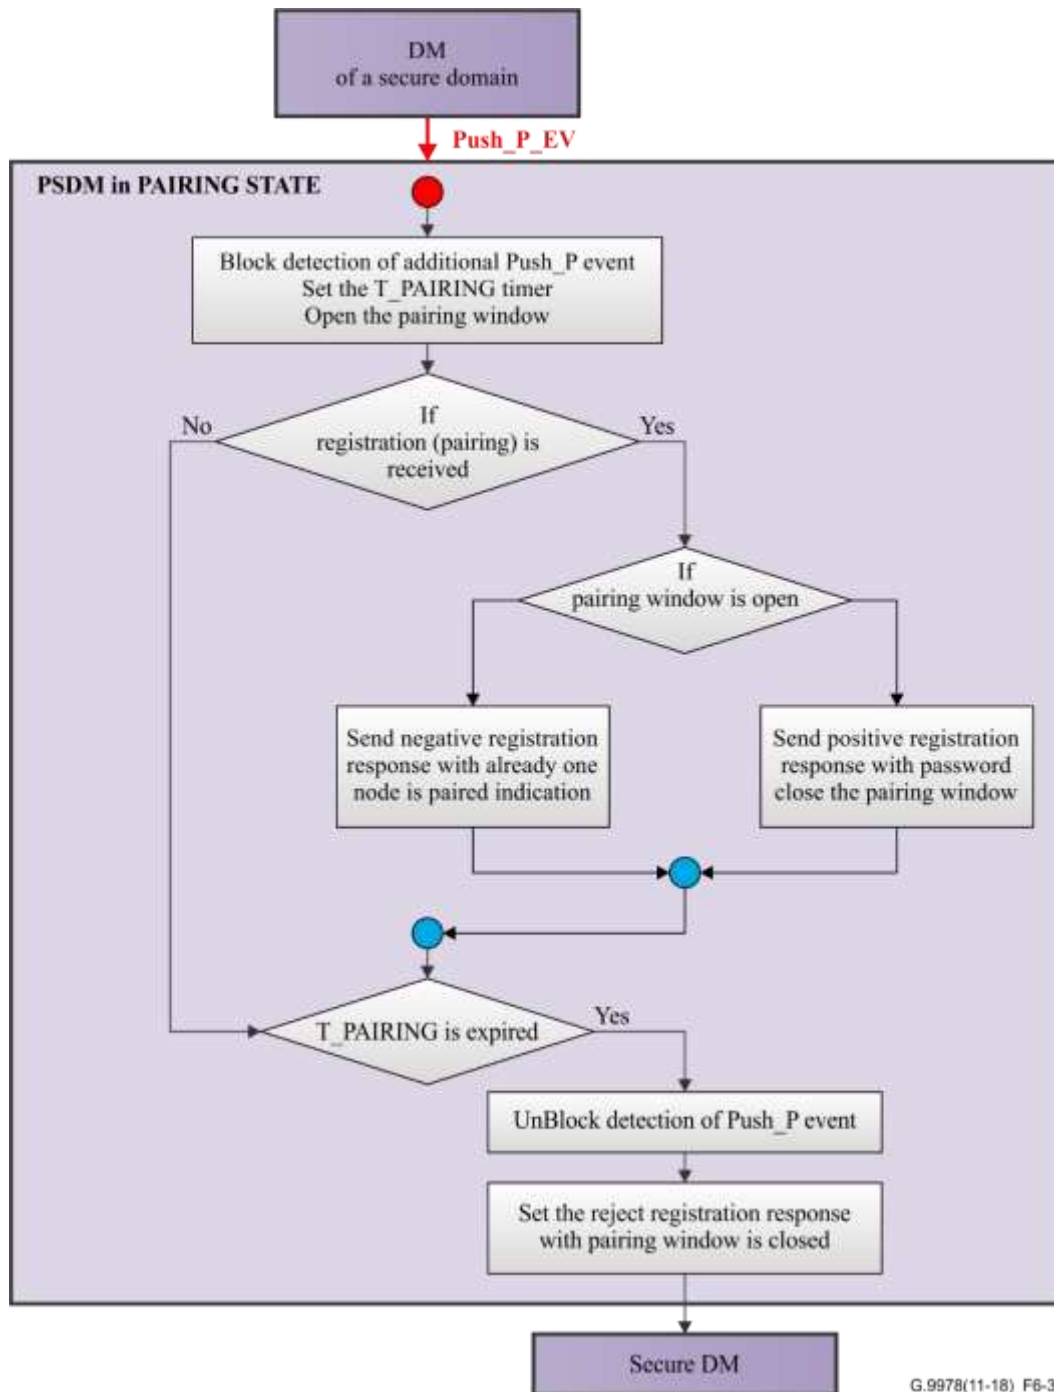 DM
of a secure domain
Push_P_EV
PSDM in PAIRING STATE
Block detection of additional Push_P event
Set the T_PAIRING timer
Open the pairing window
If
registration (pairing) is
received
No
Yes
If
pairing window is open
Send negative registration
response with already one
node is paired indication
Send positive registration
response with password
close the pairing window
T_PAIRING is expired
Yes
UnBlock detection of Push_P event
Set the reject registration response
with pairing window is closed
Secure DM
G.9978(11-18)_F6-3